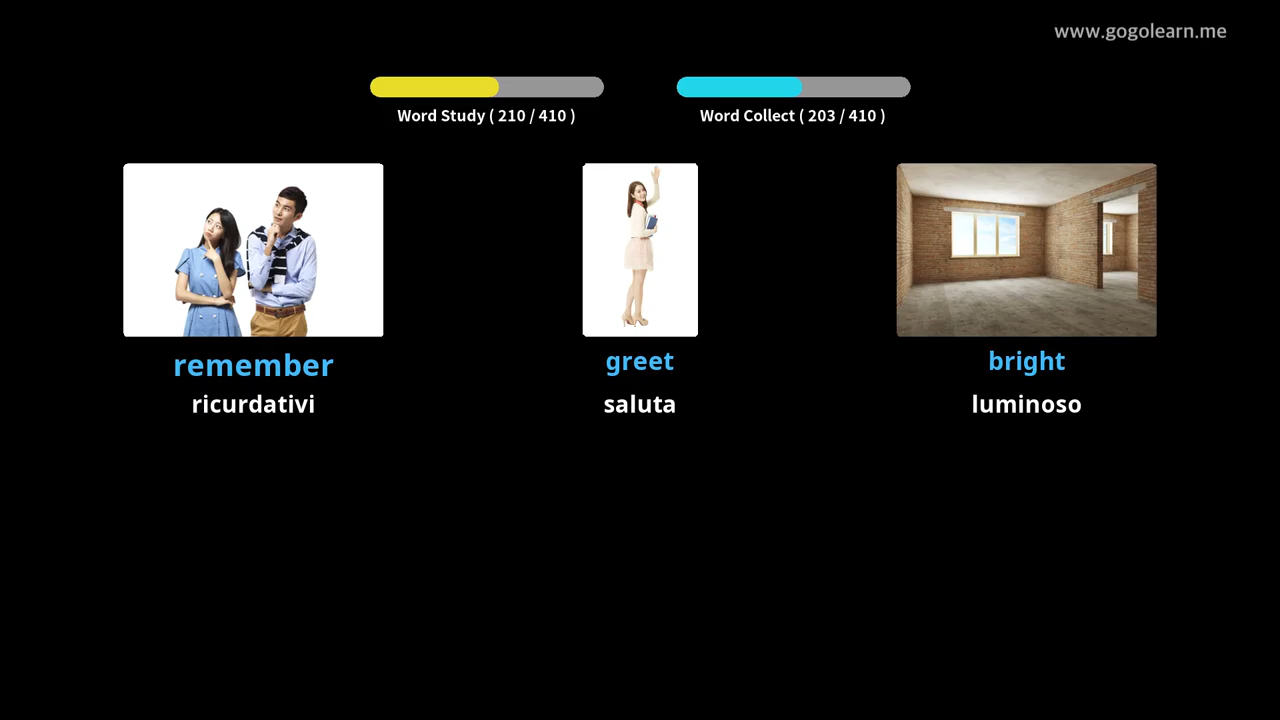 www.gogolearn.me
Word Study ( 210 / 410 )
Word Collect ( 203 / 410 )
remember
greet
bright
ricurdativi
saluta
luminoso